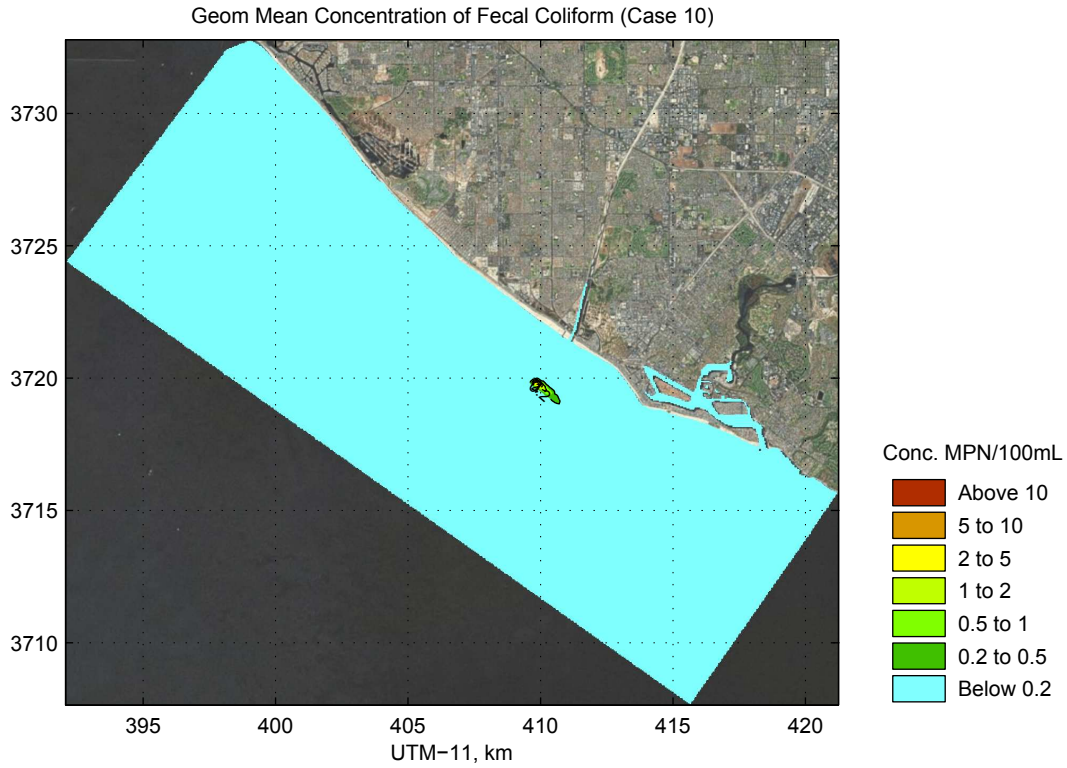 Geom Mean Concentration of Fecal Coliform (Case 10)
3730
3725
3720
3715
3710
395
400
405
410
415
420
UTM−11, km
Conc. MPN/100mL
Above 10
5 to 10
2 to 5
1 to 2
0.5 to 1
0.2 to 0.5
Below 0.2